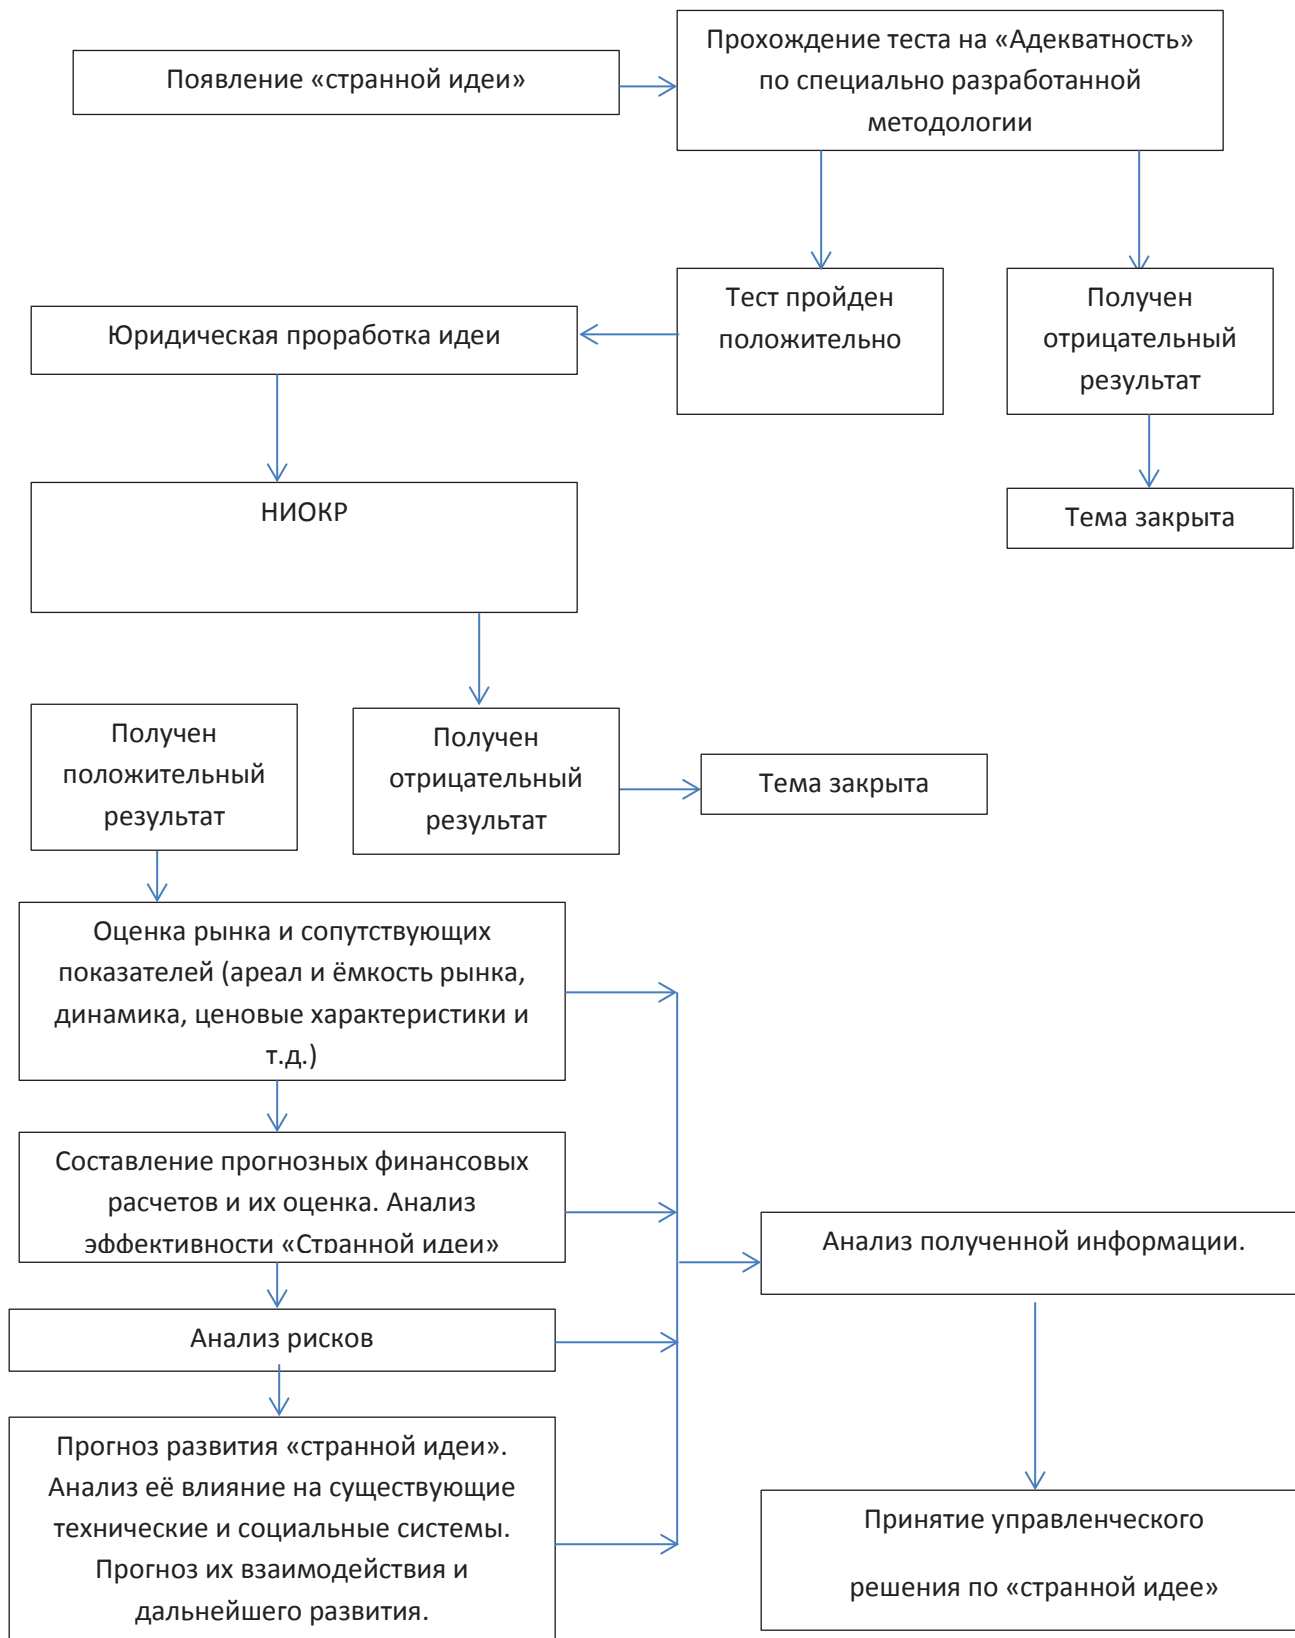 Появление «странной идеи»
Прохождение теста на «Адекватность»
по специально разработанной
методологии
Тест пройден
положительно
Получен
отрицательный
результат
Юридическая проработка идеи
Тема закрыта
НИОКР
Получен
положительный
результат
Получен
отрицательный
результат
Тема закрыта
Оценка рынка и сопутствующих
показателей (ареал и ёмкость рынка,
динамика, ценовые характеристики и
т.д.)
Составление прогнозных финансовых
расчетов и их оценка. Анализ
эффективности «Странной идеи»
Анализ полученной информации.
Анализ рисков
Прогноз развития «странной идеи».
Анализ её влияние на существующие
технические и социальные системы.
Прогноз их взаимодействия и
дальнейшего развития.
Принятие управленческого
решения по «странной идее»